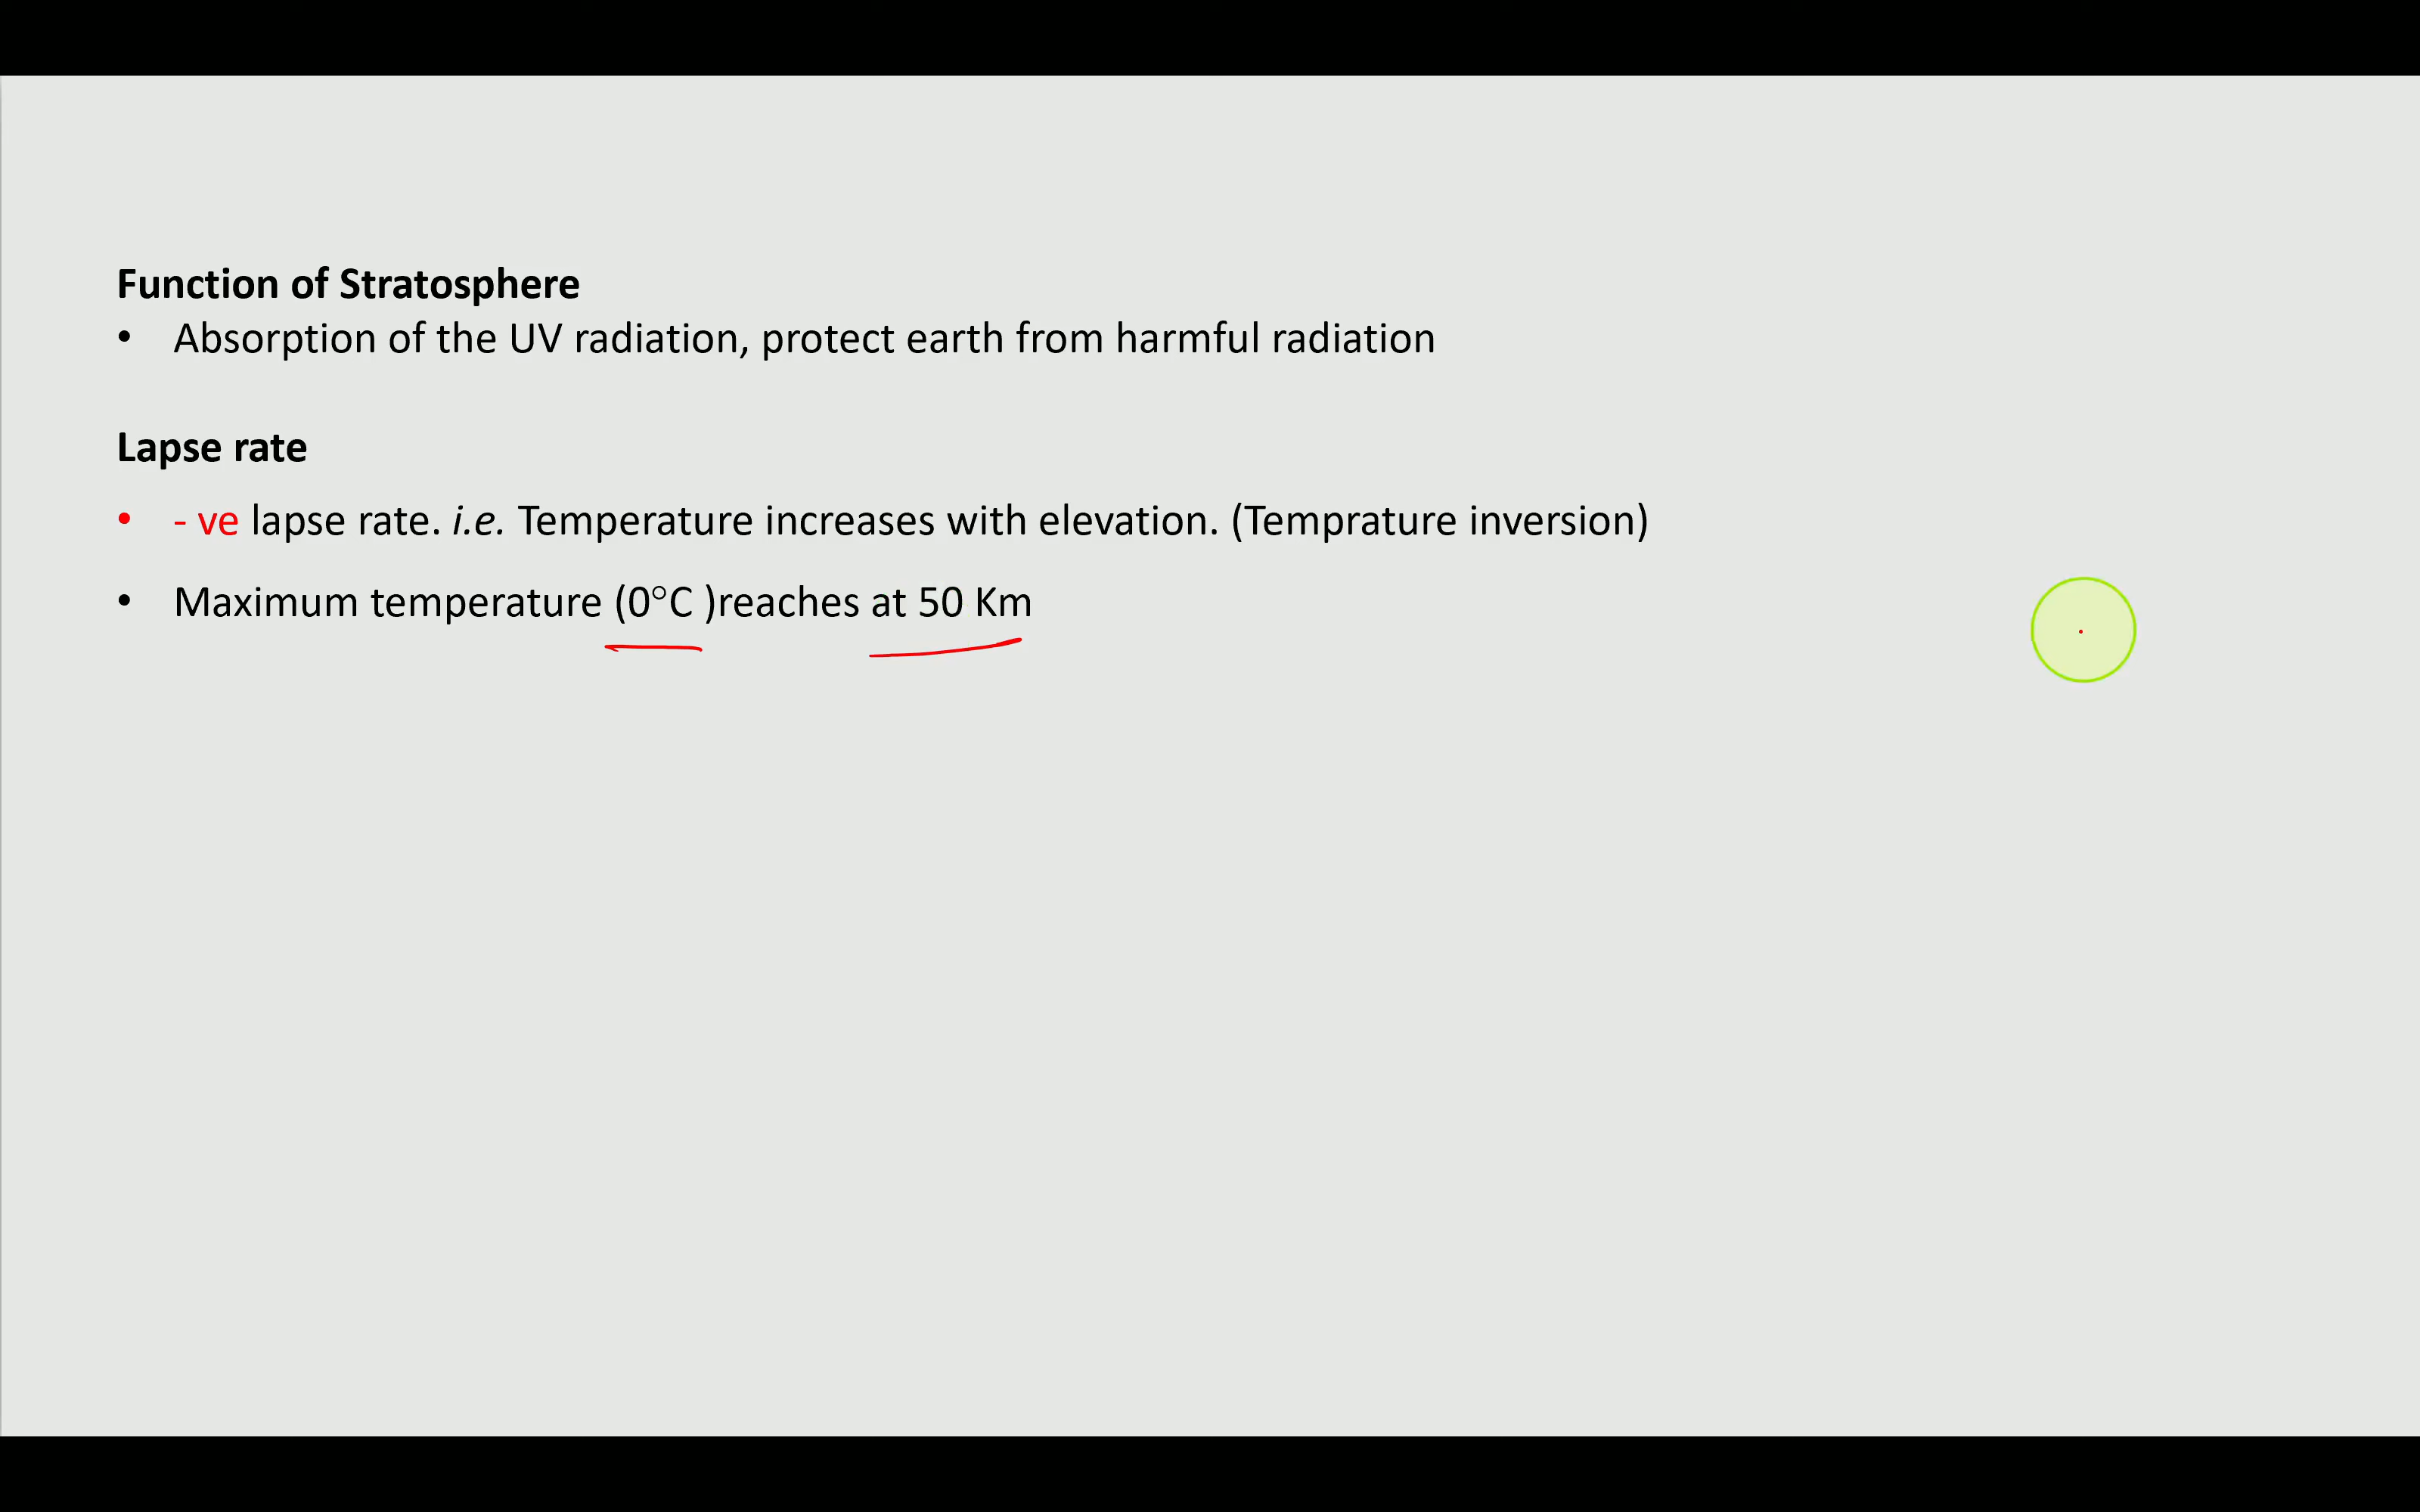 Function of Stratosphere
• Absorption of the UV radiation, protect earth from harmful radiation
Lapse rate
• - ve lapse rate. i.e. Temperature increases with elevation. (Temprature inversion)
• Maximum temperature (0°C )reaches at 50 Km